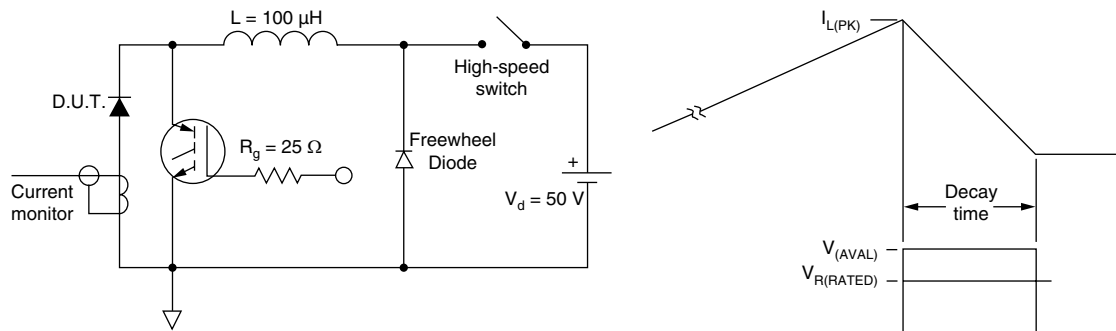 L = 100 µH
D.U.T.
High-speed
switch
R_g = 25 Ω
Freewheel
Diode
+
V_d = 50 V
Current
monitor
I_L(PK)
Decay
time
V_(AVAL)
V_R(RATED)